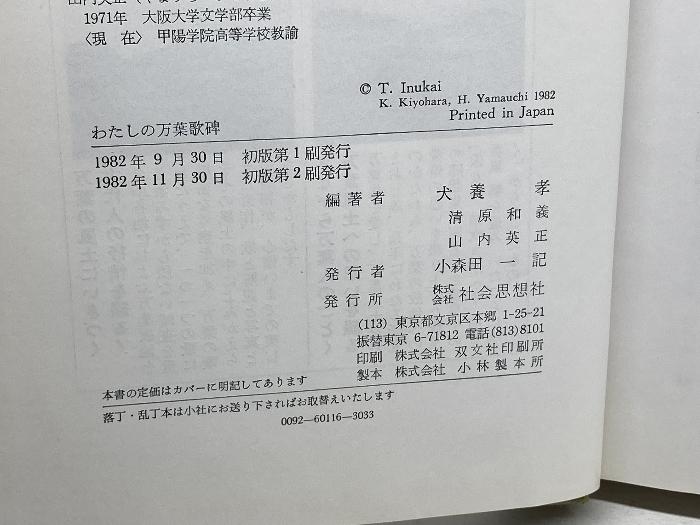 1971年 大阪大学文学部卒業
〈現 在〉 甲陽学院高等学校教諭
© T. Inukai
K. Kiyohara, H. Yamauchi 1982
Printed in Japan
わたしの万葉歌碑
1982年 9月30日 初版第1刷発行
1982年11月30日 初版第2刷発行
編著者 犬養 孝
清原和義
山内英正
発行者 小森田一記
発行所 株式会社 社会思想社
(113) 東京都文京区本郷 1-25-21
振替東京 6-71812 電話(813)8101
印刷 株式会社 双文社印刷所
製本 株式会社 小林製本所
本書の定価はカバーに明記してあります
落丁・乱丁本は小社にお送り下さればお取替えいたします
0092—60116—3033